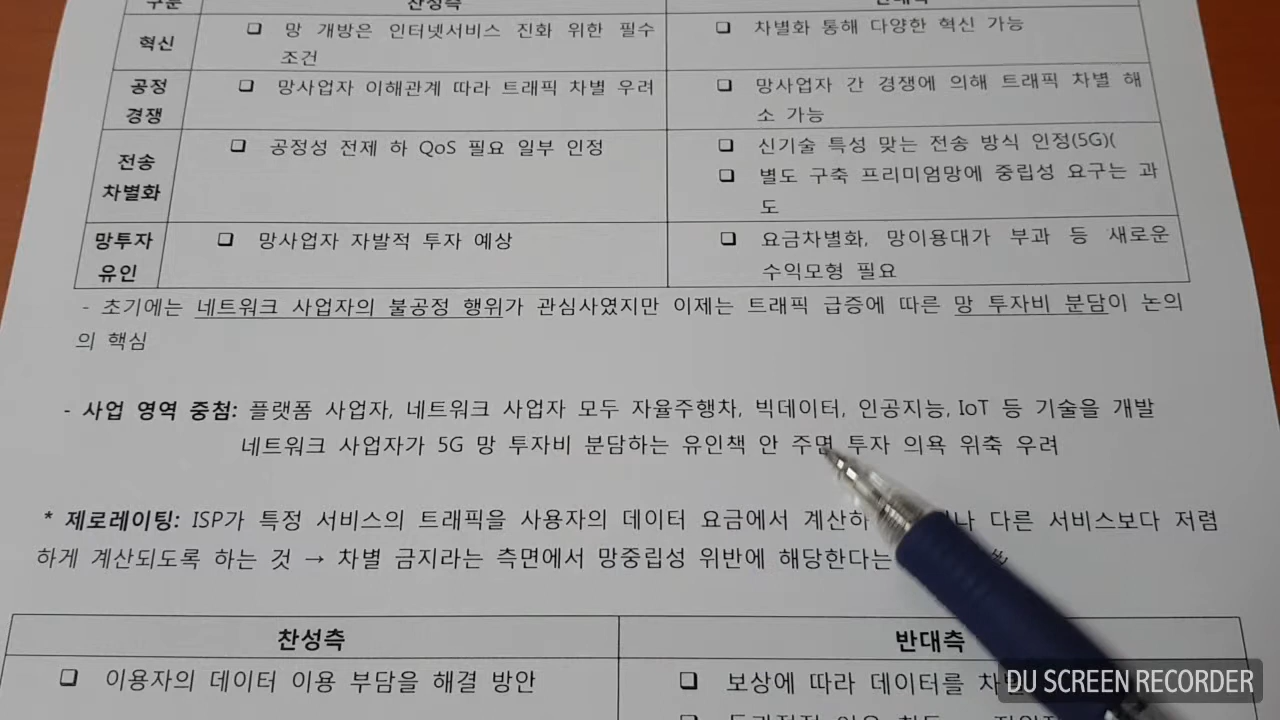 구분 찬성측 반대측
혁신
❑ 망 개방은 인터넷서비스 진화 위한 필수
조건
❑ 차별화 통해 다양한 혁신 가능
공정
경쟁
❑ 망사업자 이해관계 따라 트래픽 차별 우려
❑ 망사업자 간 경쟁에 의해 트래픽 차별 해
소 가능
전송
차별화
❑ 공정성 전제 하 QoS 필요 일부 인정
❑ 신기술 특성 맞는 전송 방식 인정(5G)(
❑ 별도 구축 프리미엄망에 중립성 요구는 과
도
망투자
유인
❑ 망사업자 자발적 투자 예상
❑ 요금차별화, 망이용대가 부과 등 새로운
수익모형 필요
- 초기에는 네트워크 사업자의 불공정 행위가 관심사였지만 이제는 트래픽 급증에 따른 망 투자비 분담이 논의
의 핵심
- 사업 영역 중첩: 플랫폼 사업자, 네트워크 사업자 모두 자율주행차, 빅데이터, 인공지능, IoT 등 기술을 개발
네트워크 사업자가 5G 망 투자비 분담하는 유인책 안 주면 투자 의욕 위축 우려
* 제로레이팅: ISP가 특정 서비스의 트래픽을 사용자의 데이터 요금에서 다른 서비스보다 저렴
하게 계산되도록 하는 것 → 차별 금지라는 측면에서 망중립성 위반에 해당한다는
찬성측 반대측
❑ 이용자의 데이터 이용 부담을 해결 방안
❑ 보상에 따라 데이터를
DU SCREEN RECORDER